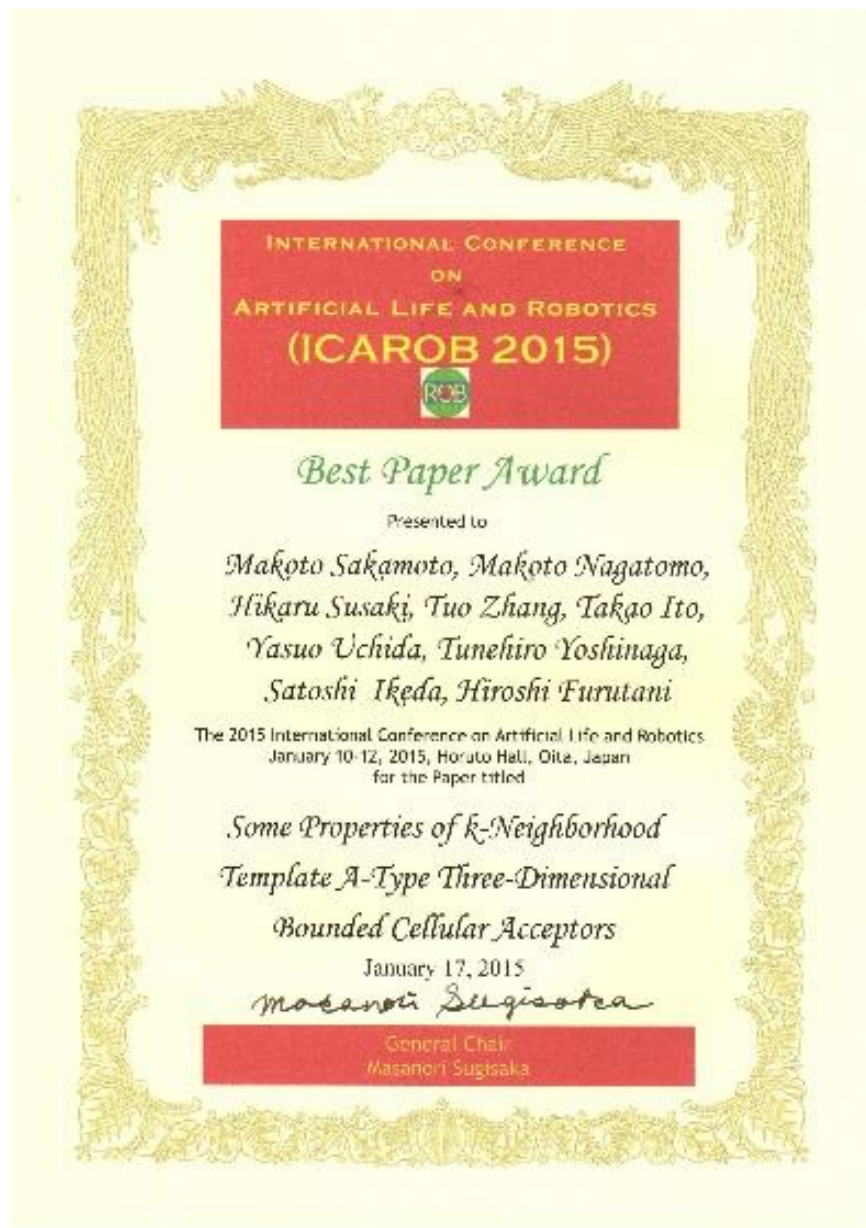 INTERNATIONAL CONFERENCE
ON
ARTIFICIAL LIFE AND ROBOTICS
(ICAROB 2015)
ROB
Best Paper Award
Presented to
Makoto Sakamoto, Makoto Nagatomo,
Hikaru Susaki, Tuo Zhang, Takao Ito,
Yasuo Uchida, Tunehiro Yoshinaga,
Satoshi Ikeda, Hiroshi Furutani
The 2015 International Conference on Artificial Life and Robotics
January 10-12, 2015, Horuto Hall, Oita, Japan
for the Paper titled
Some Properties of k-Neighborhood
Template A-Type Three-Dimensional
Bounded Cellular Acceptors
January 17, 2015
Masanori Sugisaka
General Chair
Masanori Sugisaka